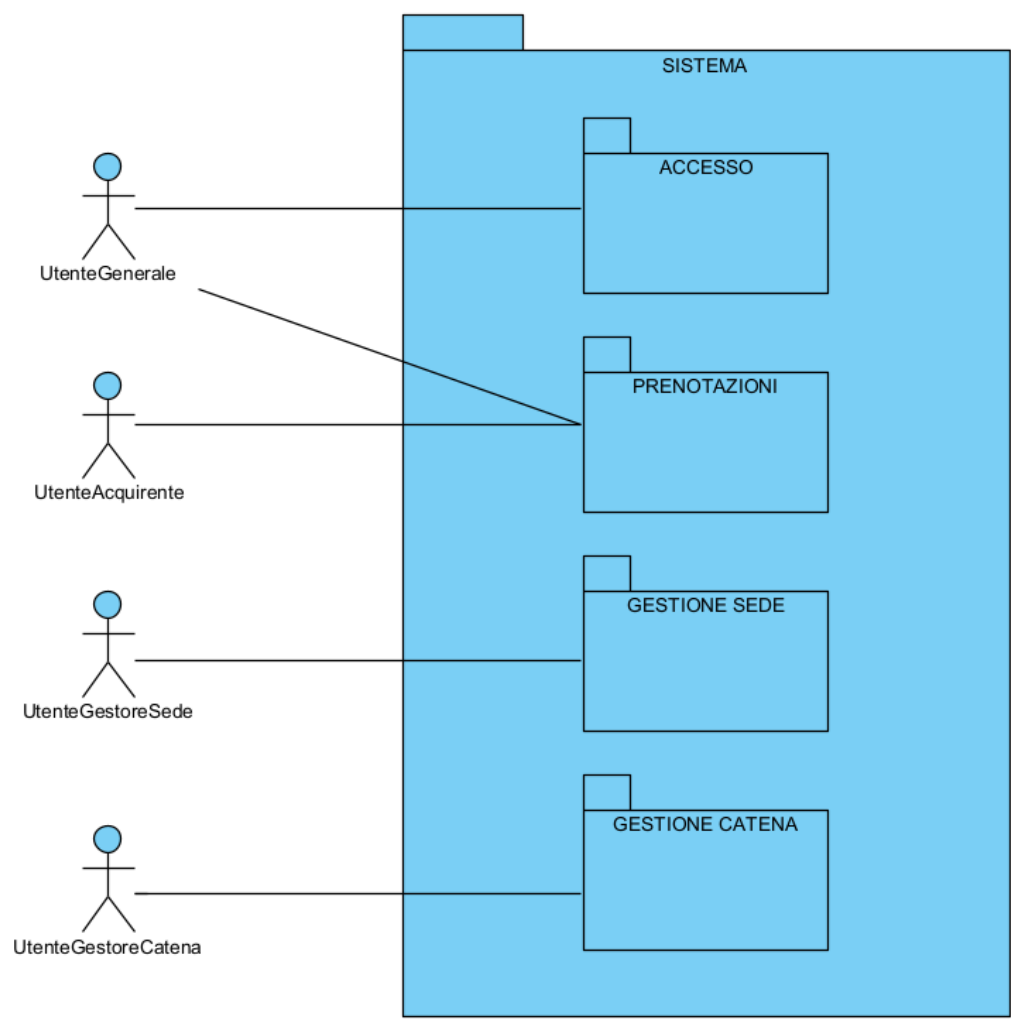 SISTEMA
ACCESSO
UtenteGenerale
PRENOTAZIONI
UtenteAcquirente
GESTIONE SEDE
UtenteGestoreSede
GESTIONE CATENA
UtenteGestoreCatena